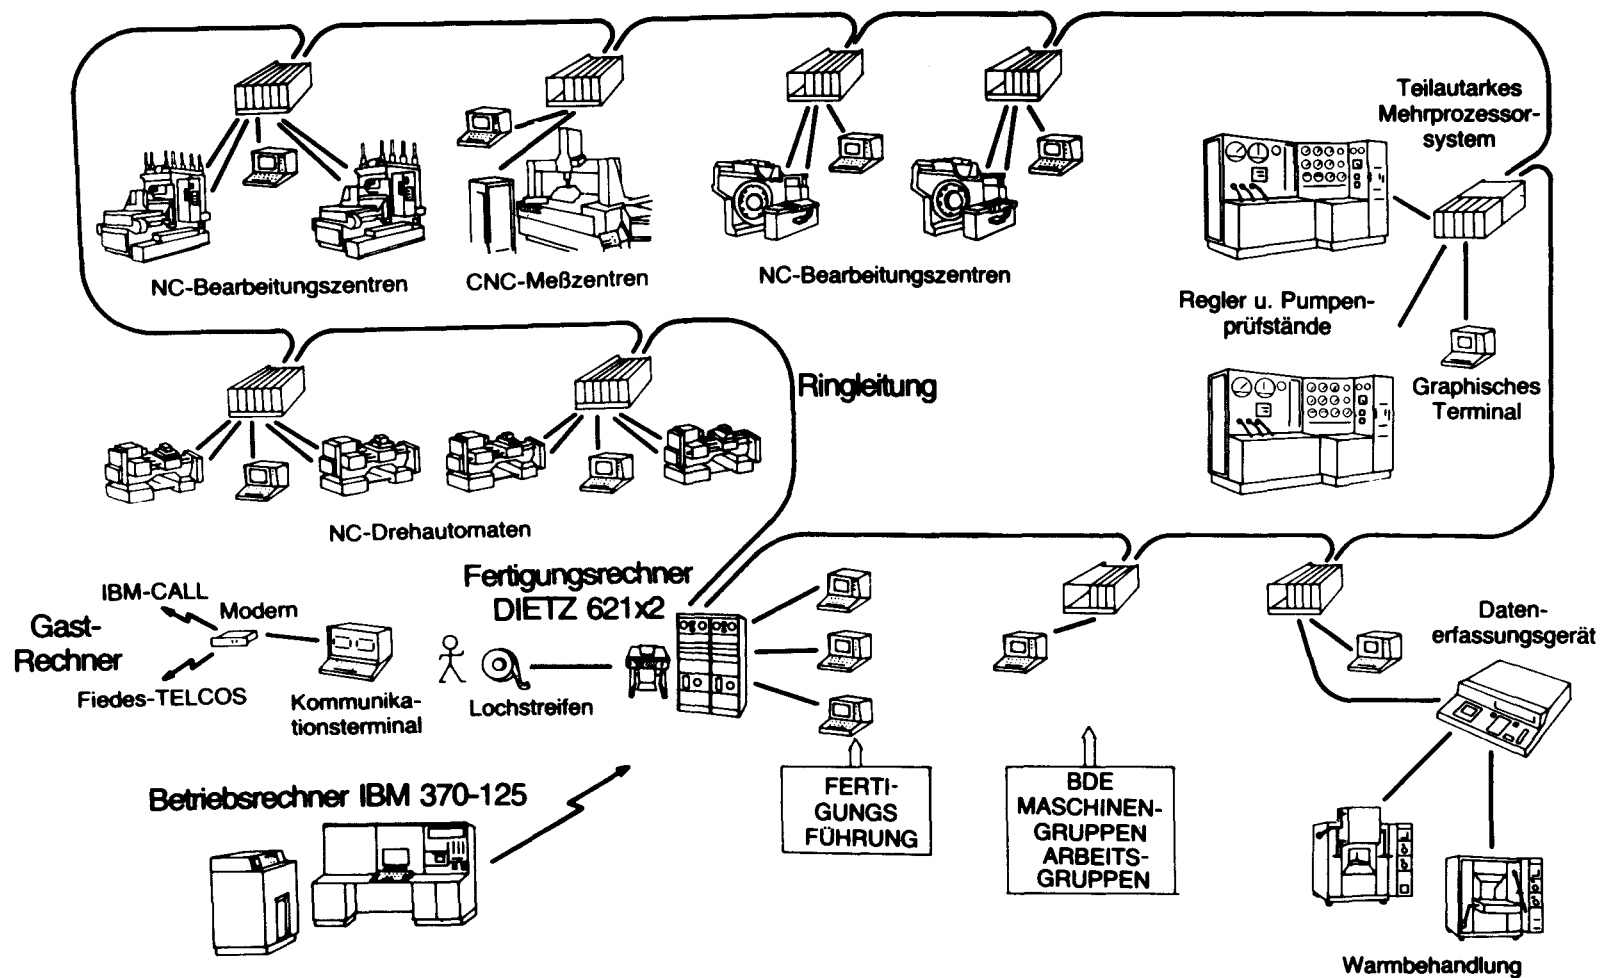 Teilautarkes
Mehrprozessor-
system
NC-Bearbeitungszentren
CNC-Meßzentren
NC-Bearbeitungszentren
Regler u. Pumpen-
prüfstände
Graphisches
Terminal
Ringleitung
NC-Drehautomaten
Fertigungsrechner
DIETZ 621x2
IBM-CALL
Modern
Gast-
Rechner
Fiedes-TELCOS
Kommunika-
tionsterminal
Lochstreifen
Daten-
erfassungsgerät
Betriebsrechner IBM 370-125
FERTI-
GUNGS
FÜHRUNG
BDE
MASCHINEN-
GRUPPEN
ARBEITS-
GRUPPEN
Warmbehandlung